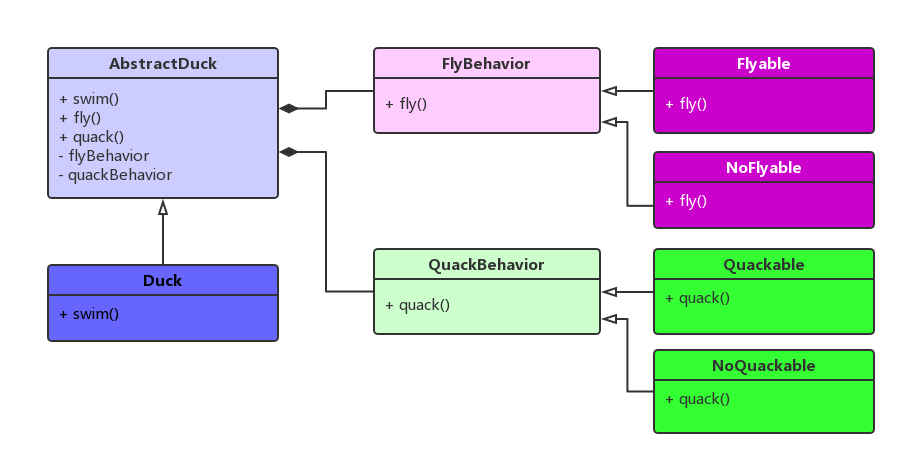 AbstractDuck
+ swim()
+ fly()
+ quack()
- flyBehavior
- quackBehavior
Duck
+ swim()
FlyBehavior
+ fly()
QuackBehavior
+ quack()
Flyable
+ fly()
NoFlyable
+ fly()
Quackable
+ quack()
NoQuackable
+ quack()